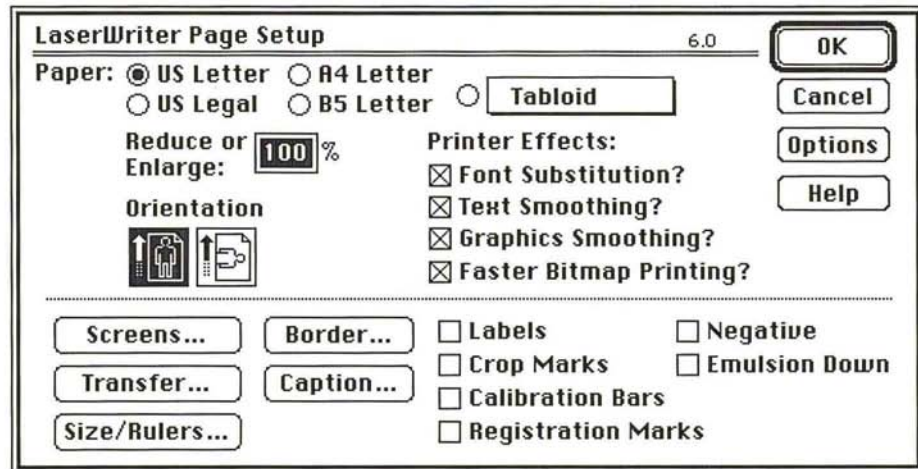 LaserWriter Page Setup 6.0
OK
Paper: US Letter A4 Letter
US Legal B5 Letter Tabloid
Cancel
Reduce or Enlarge: 100 %
Printer Effects:
Options
Font Substitution?
Text Smoothing?
Help
Orientation
Graphics Smoothing?
Faster Bitmap Printing?
Screens... Border... Labels Negative
Crop Marks Emulsion Down
Transfer... Caption...
Calibration Bars
Size/Rulers... Registration Marks